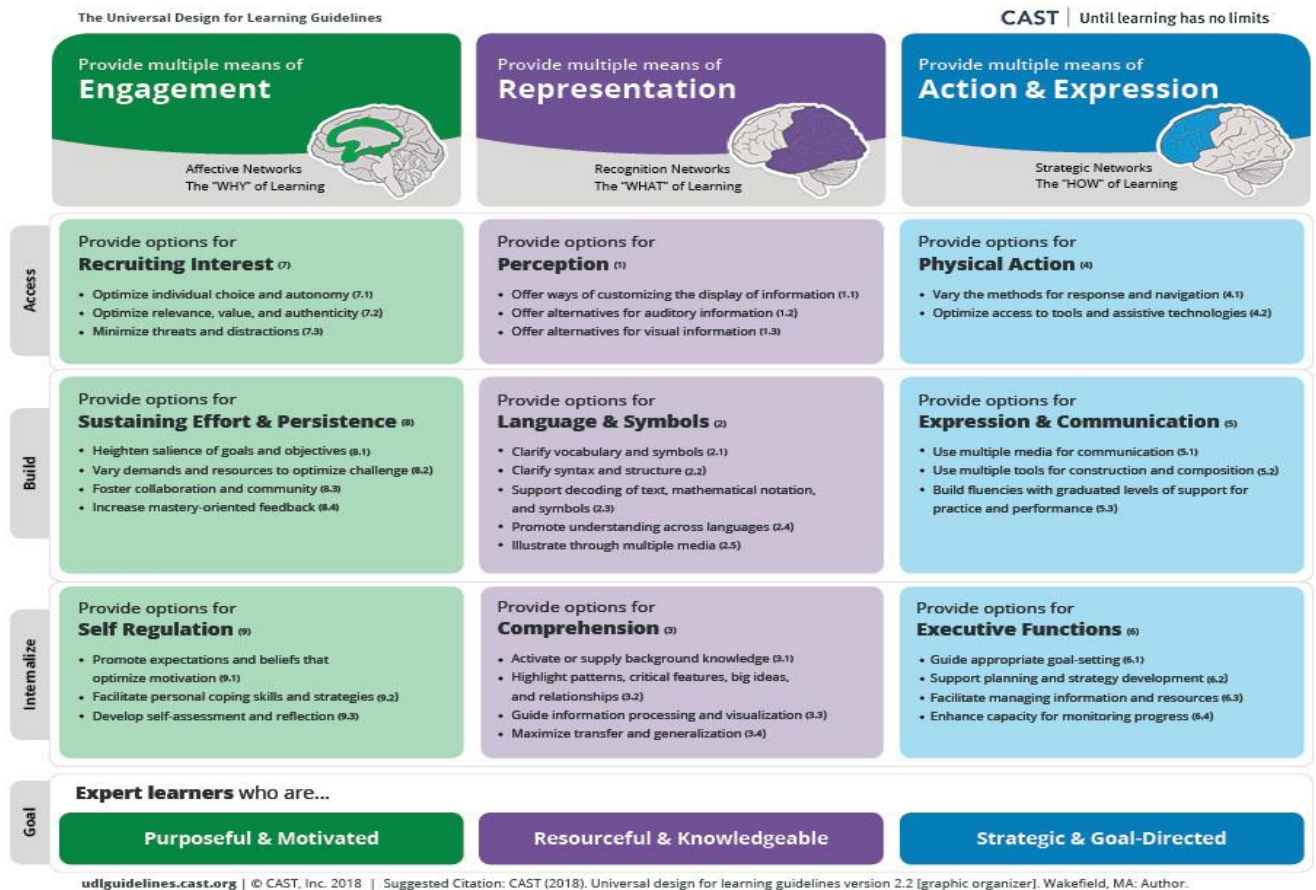 The Universal Design for Learning Guidelines
CAST | Until learning has no limits
Provide multiple means of
Engagement
Affective Networks
The "WHY" of Learning
Provide multiple means of
Representation
Recognition Networks
The "WHAT" of Learning
Provide multiple means of
Action & Expression
Strategic Networks
The "HOW" of Learning
Access
Provide options for
Recruiting Interest (7)
• Optimize individual choice and autonomy (7.1)
• Optimize relevance, value, and authenticity (7.2)
• Minimize threats and distractions (7.3)
Provide options for
Perception (1)
• Offer ways of customizing the display of information (1.1)
• Offer alternatives for auditory information (1.2)
• Offer alternatives for visual information (1.3)
Provide options for
Physical Action (4)
• Vary the methods for response and navigation (4.1)
• Optimize access to tools and assistive technologies (4.2)
Build
Provide options for
Sustaining Effort & Persistence (8)
• Heighten salience of goals and objectives (8.1)
• Vary demands and resources to optimize challenge (8.2)
• Foster collaboration and community (8.3)
• Increase mastery-oriented feedback (8.4)
Provide options for
Language & Symbols (2)
• Clarify vocabulary and symbols (2.1)
• Clarify syntax and structure (2.2)
• Support decoding of text, mathematical notation,
and symbols (2.3)
• Promote understanding across languages (2.4)
• Illustrate through multiple media (2.5)
Provide options for
Expression & Communication (5)
• Use multiple media for communication (5.1)
• Use multiple tools for construction and composition (5.2)
• Build fluencies with graduated levels of support for
practice and performance (5.3)
Internalize
Provide options for
Self Regulation (9)
• Promote expectations and beliefs that
optimize motivation (9.1)
• Facilitate personal coping skills and strategies (9.2)
• Develop self-assessment and reflection (9.3)
Provide options for
Comprehension (3)
• Activate or supply background knowledge (3.1)
• Highlight patterns, critical features, big ideas,
and relationships (3.2)
• Guide information processing and visualization (3.3)
• Maximize transfer and generalization (3.4)
Provide options for
Executive Functions (6)
• Guide appropriate goal-setting (6.1)
• Support planning and strategy development (6.2)
• Facilitate managing information and resources (6.3)
• Enhance capacity for monitoring progress (6.4)
Goal
Expert learners who are...
Purposeful & Motivated
Resourceful & Knowledgeable
Strategic & Goal-Directed
udlguidelines.cast.org | © CAST, Inc. 2018 | Suggested Citation: CAST (2018). Universal design for learning guidelines version 2.2 [graphic organizer]. Wakefield, MA: Author.